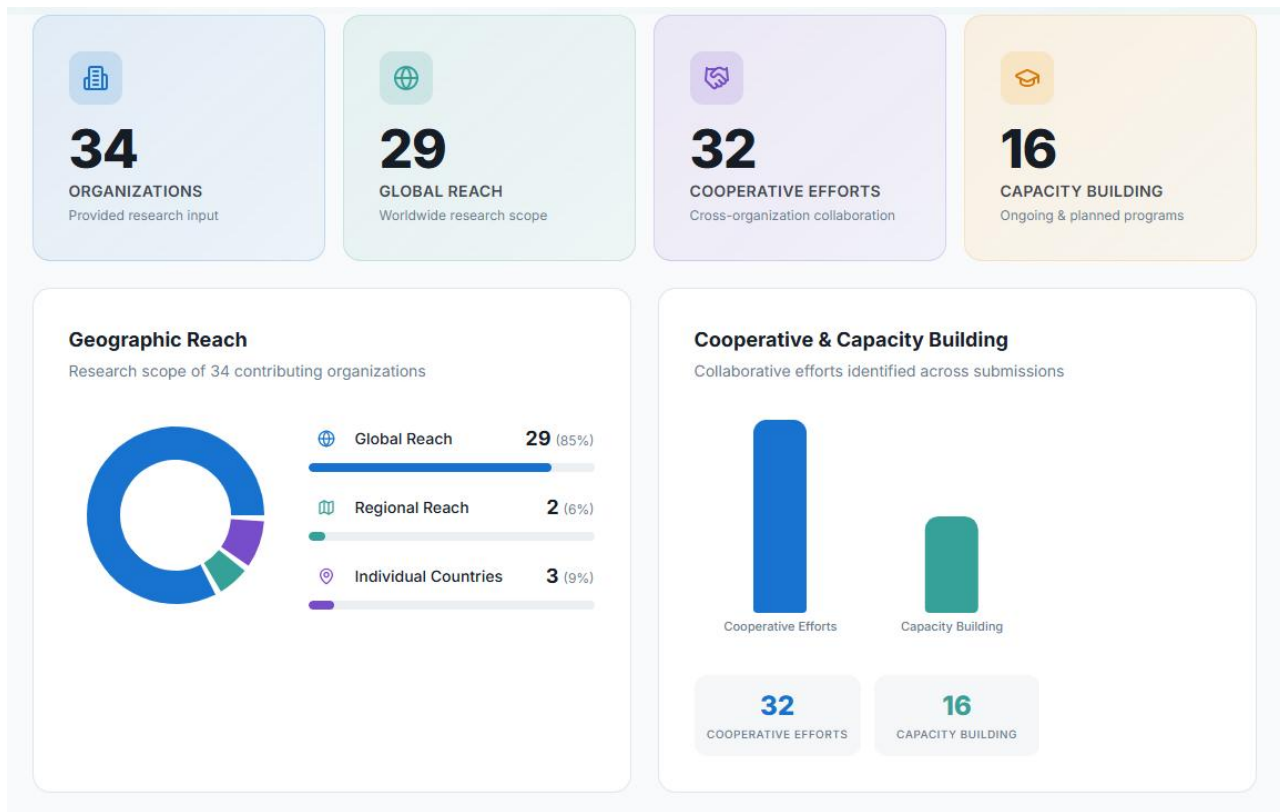 34
ORGANIZATIONS
Provided research input
29
GLOBAL REACH
Worldwide research scope
32
COOPERATIVE EFFORTS
Cross-organization collaboration
16
CAPACITY BUILDING
Ongoing & planned programs
Geographic Reach
Research scope of 34 contributing organizations
Global Reach 29 (85%)
Regional Reach 2 (6%)
Individual Countries 3 (9%)
Cooperative & Capacity Building
Collaborative efforts identified across submissions
Cooperative Efforts Capacity Building
32
COOPERATIVE EFFORTS
16
CAPACITY BUILDING